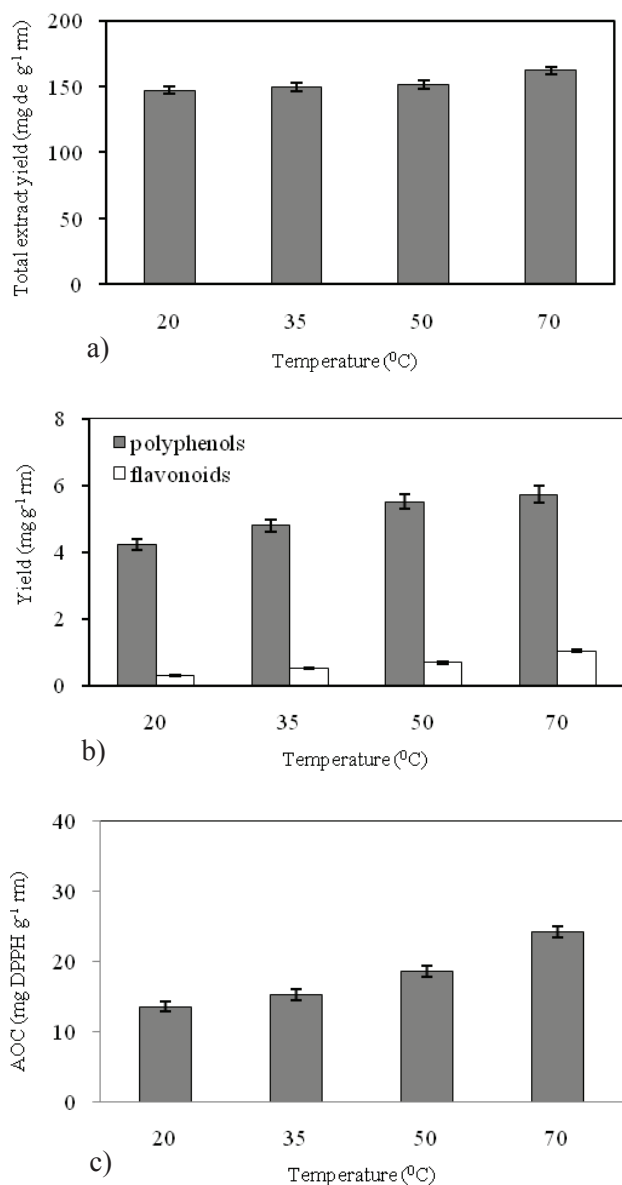 200
150
100
50
0
Total extract yield (mg de g-1 rm)
20 35 50 70
a)
Temperature (0C)
8
6
4
2
0
Yield (mg g-1 rm)
polyphenols
flavonoids
20 35 50 70
b)
Temperature (0C)
40
30
20
10
0
AOC (mg DPPH g-1 rm)
20 35 50 70
c)
Temperature (0C)